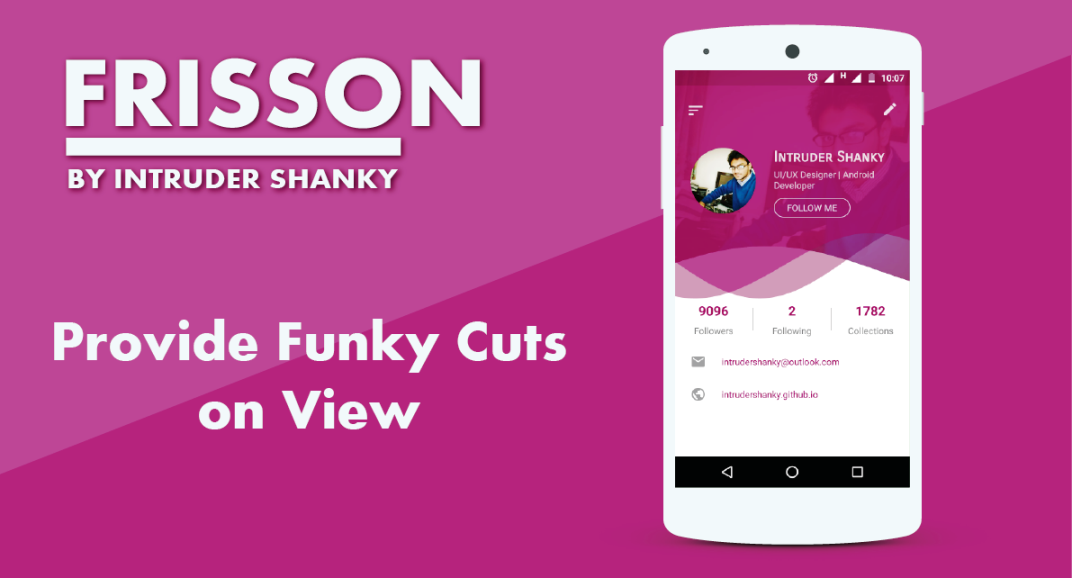 FRISSON
BY INTRUDER SHANKY
Provide Funky Cuts
on View
H 10:07
Intruder Shanky
UI/UX Designer | Android
Developer
FOLLOW ME
9096 2 1782
Followers Following Collections
intrudershanky@outlook.com
intrudershanky.github.io